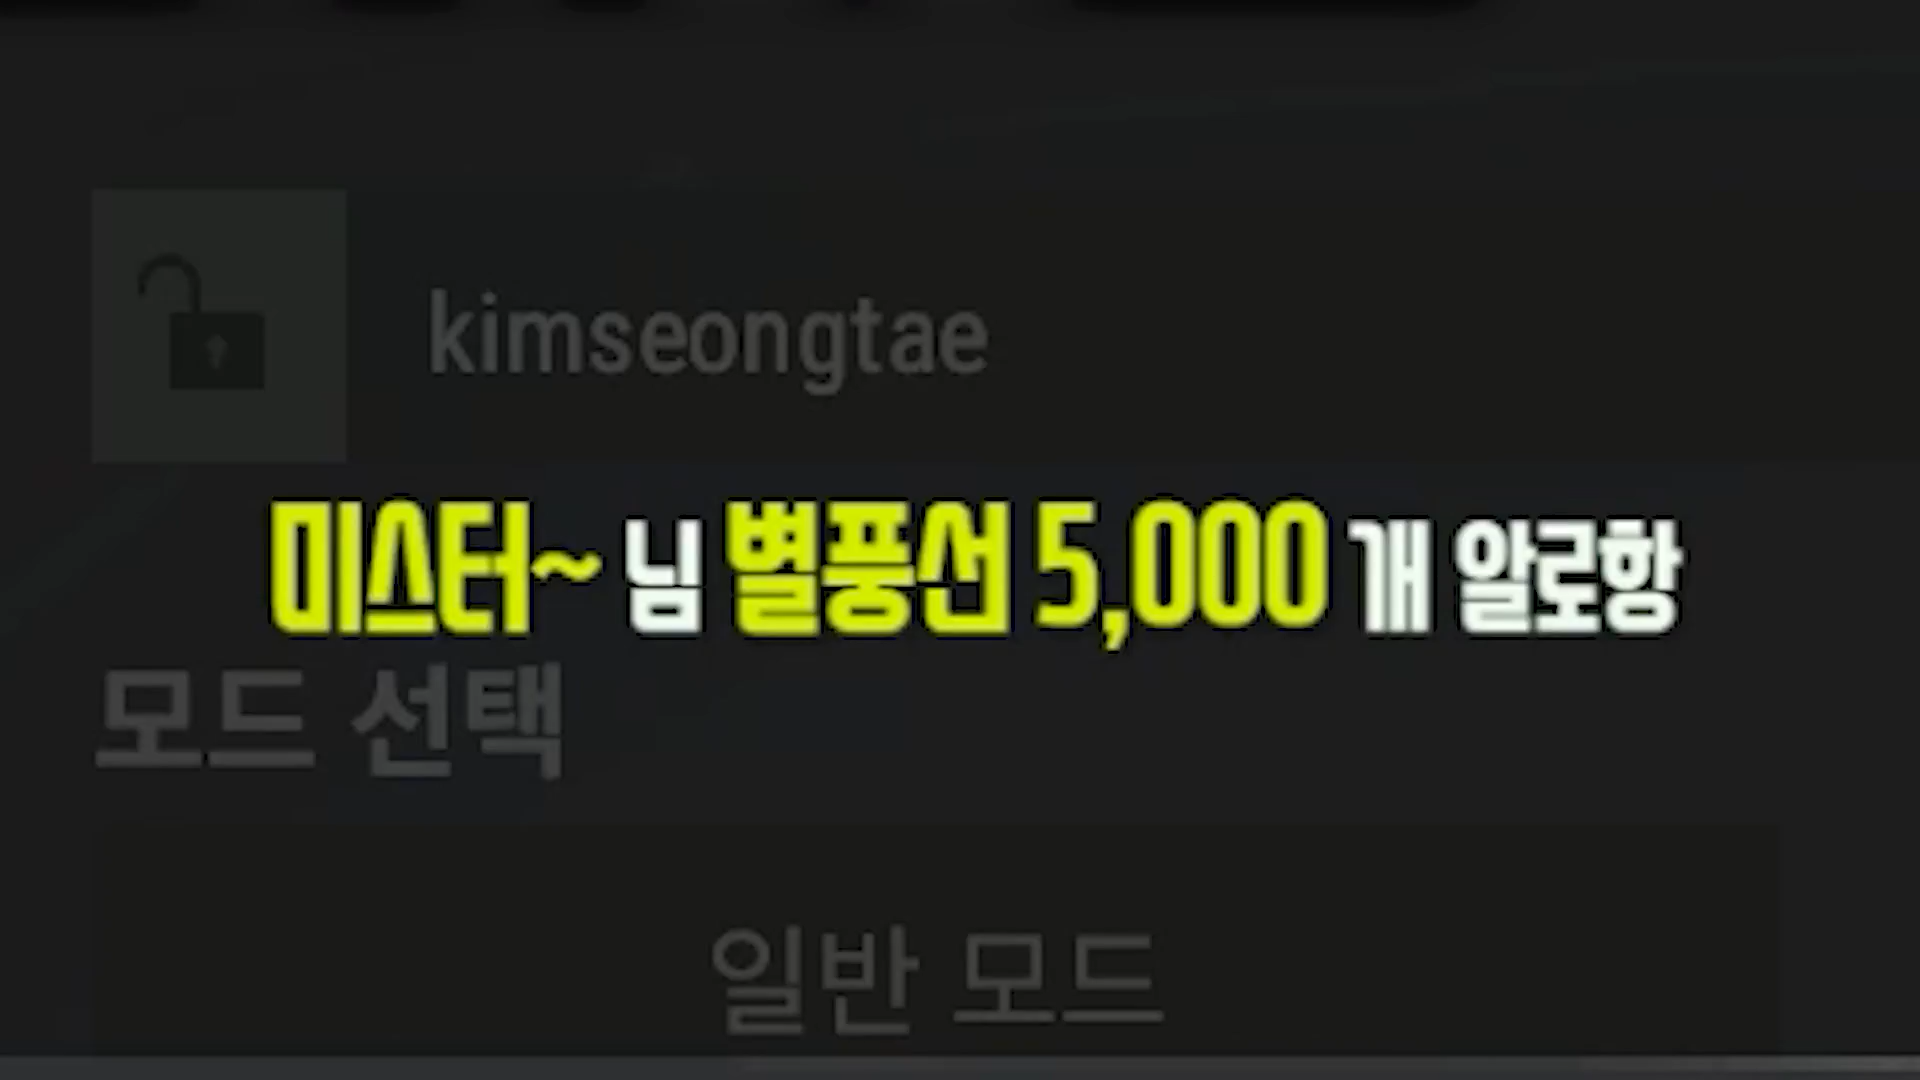 kimseongtae
미스터~ 님 별풍선 5,000 개 알로항
모드 선택
일반 모드